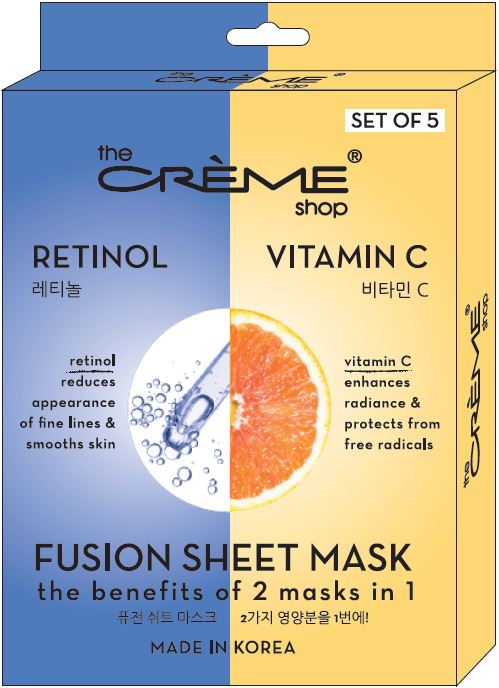 the
CRÈME®
shop
SET OF 5
the
CRÈME®
shop
RETINOL
레티놀
VITAMIN C
비타민 C
retinol
reduces
appearance
of fine lines &
smooths skin
vitamin C
enhances
radiance &
protects from
free radicals
the
CRÈME®
shop
FUSION SHEET MASK
the benefits of 2 masks in 1
퓨전 쉬트 마스크 2가지 영양분을 1번에!
MADE IN KOREA